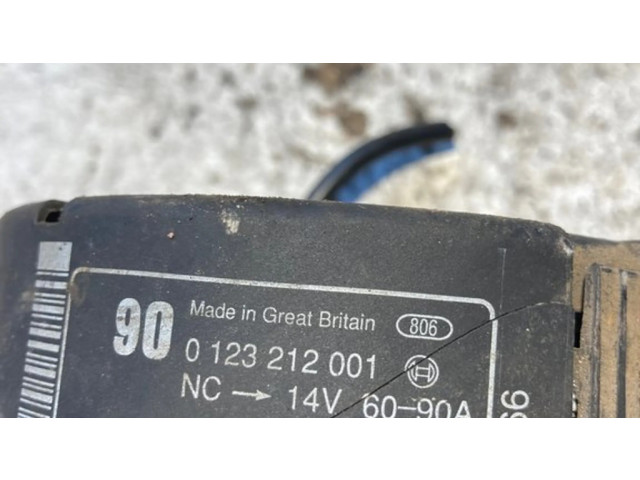 90 Made in Great Britain 806
0 123 212 001
NC → 14V 60-90A